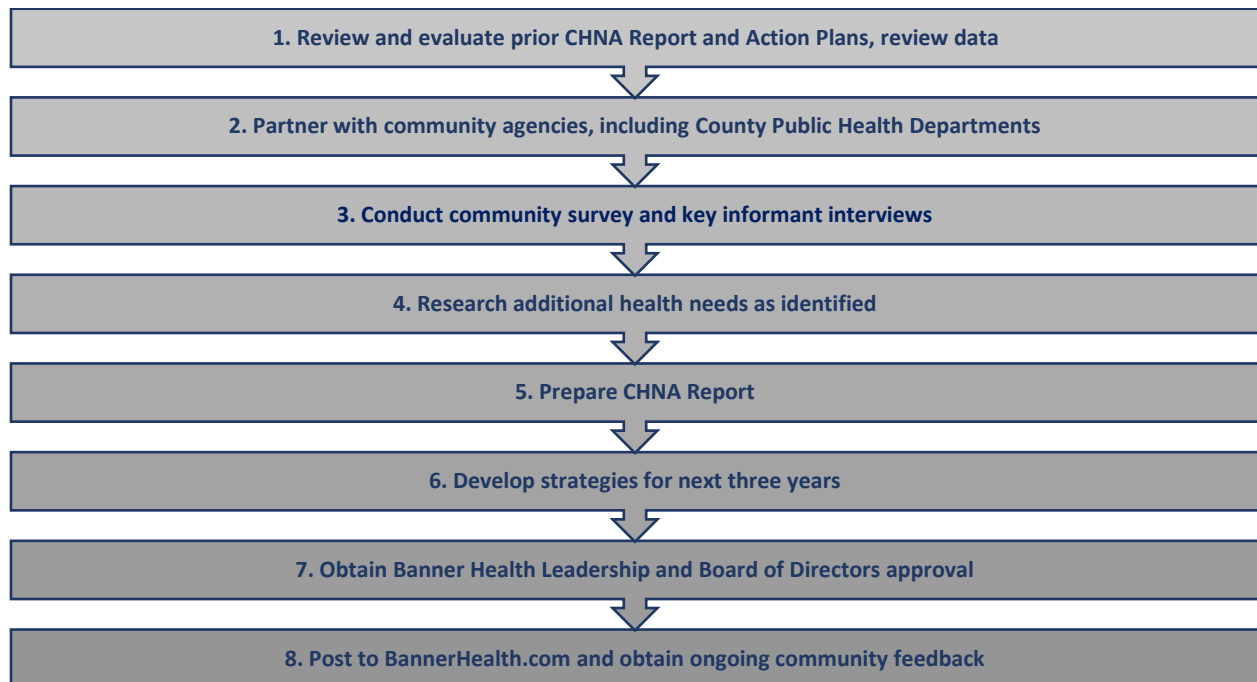 1. Review and evaluate prior CHNA Report and Action Plans, review data
2. Partner with community agencies, including County Public Health Departments
3. Conduct community survey and key informant interviews
4. Research additional health needs as identified
5. Prepare CHNA Report
6. Develop strategies for next three years
7. Obtain Banner Health Leadership and Board of Directors approval
8. Post to BannerHealth.com and obtain ongoing community feedback